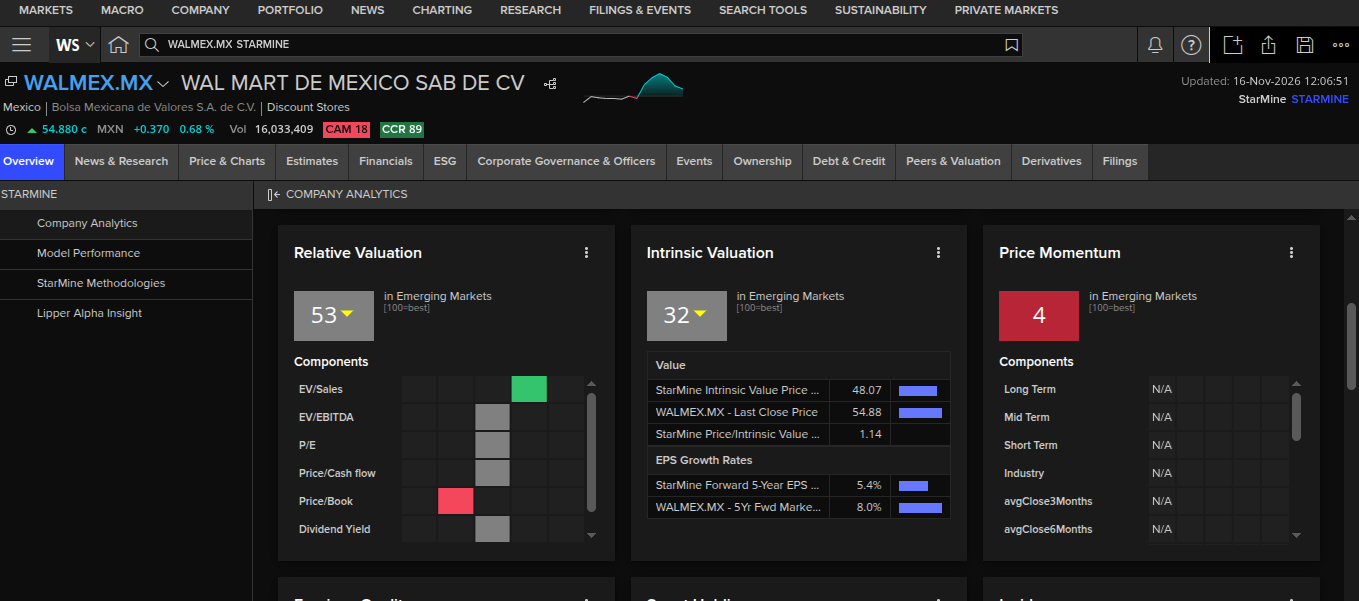 MARKETS MACRO COMPANY PORTFOLIO NEWS CHARTING RESEARCH FILINGS & EVENTS SEARCH TOOLS SUSTAINABILITY PRIVATE MARKETS
WS WALMEX.MX STARMINE
WALMEX.MX WAL MART DE MEXICO SAB DE CV
Updated: 16-Nov-2026 12:06:51
Mexico | Bolsa Mexicana de Valores S.A. de C.V. | Discount Stores
StarMine STARMINE
54.880 c MXN +0.370 0.68 % Vol 16,033,409 CAM 18 CCR 89
Overview News & Research Price & Charts Estimates Financials ESG Corporate Governance & Officers Events Ownership Debt & Credit Peers & Valuation Derivatives Filings
STARMINE
Company Analytics
Model Performance
StarMine Methodologies
Lipper Alpha Insight
COMPANY ANALYTICS
Relative Valuation
53 in Emerging Markets
[100=best]
Components
EV/Sales
EV/EBITDA
P/E
Price/Cash flow
Price/Book
Dividend Yield
Intrinsic Valuation
32 in Emerging Markets
[100=best]
Value
StarMine Intrinsic Value Price ... 48.07
WALMEX.MX - Last Close Price 54.88
StarMine Price/Intrinsic Value ... 1.14
EPS Growth Rates
StarMine Forward 5-Year EPS ... 5.4%
WALMEX.MX - 5Yr Fwd Marke... 8.0%
Price Momentum
4 in Emerging Markets
[100=best]
Components
Long Term N/A
Mid Term N/A
Short Term N/A
Industry N/A
avgClose3Months N/A
avgClose6Months N/A